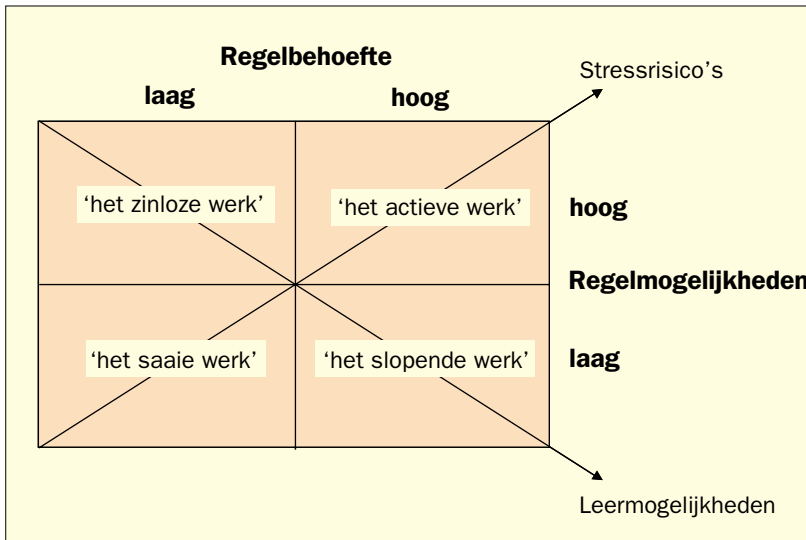 Regelbehoefte
laag hoog
Stressrisico's
‘het zinloze werk’ ‘het actieve werk’
hoog
Regelmogelijkheden
‘het saaie werk’ ‘het slopende werk’
laag
Leermogelijkheden